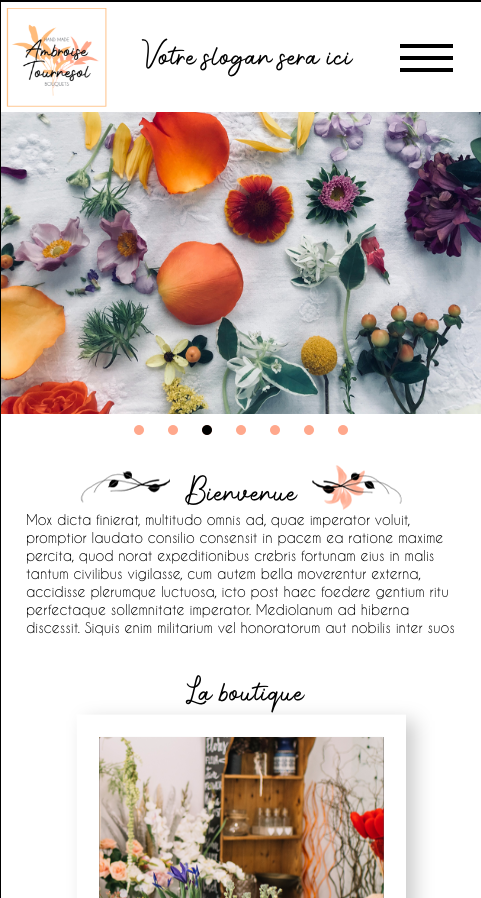 HAND MADE
Ambroise
Tournesol
BOUQUETS
Votre slogan sera ici
Bienvenue
Mox dicta finierat, multitudo omnis ad, quae imperator voluit,
promptior laudato consilio consensit in pacem ea ratione maxime
percita, quod norat expeditionibus crebris fortunam eius in malis
tantum civilibus vigilasse, cum autem bella moverentur externa,
accidisse plerumque luctuosa, icto post haec foedere gentium ritu
perfectaque sollemnitate imperator. Mediolanum ad hiberna
discessit. Siquis enim militarium vel honoratorum aut nobilis inter suos
La boutique